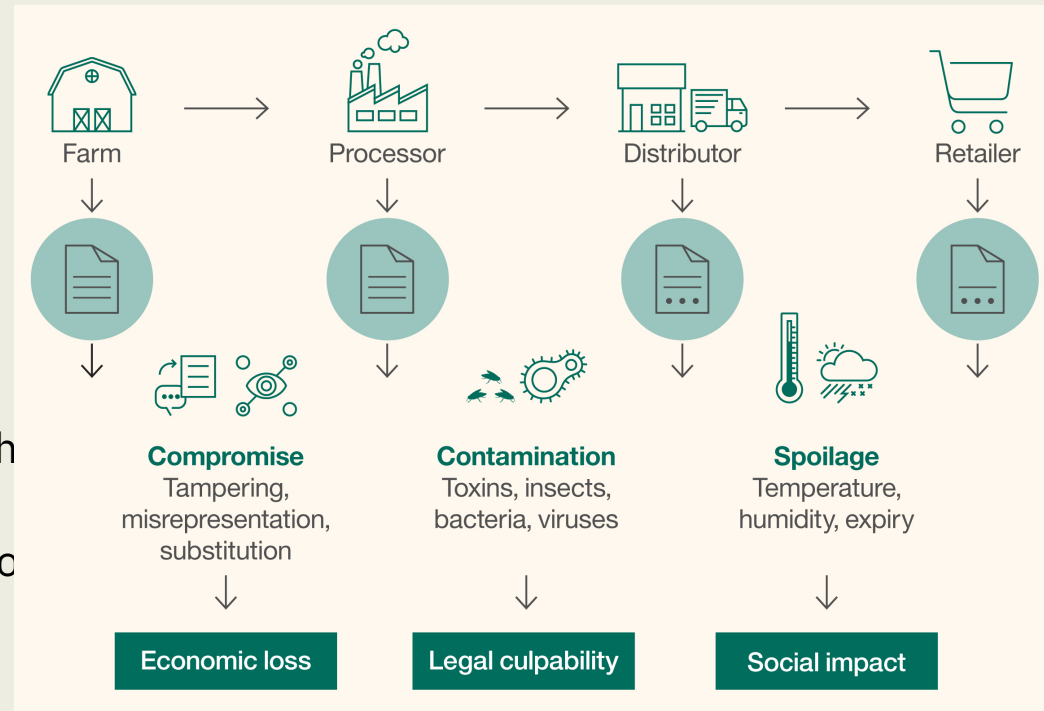 Farm
Processor
Distributor
Retailer
h
o
Compromise
Tampering,
misrepresentation,
substitution
Contamination
Toxins, insects,
bacteria, viruses
Spoilage
Temperature,
humidity, expiry
Economic loss
Legal culpability
Social impact